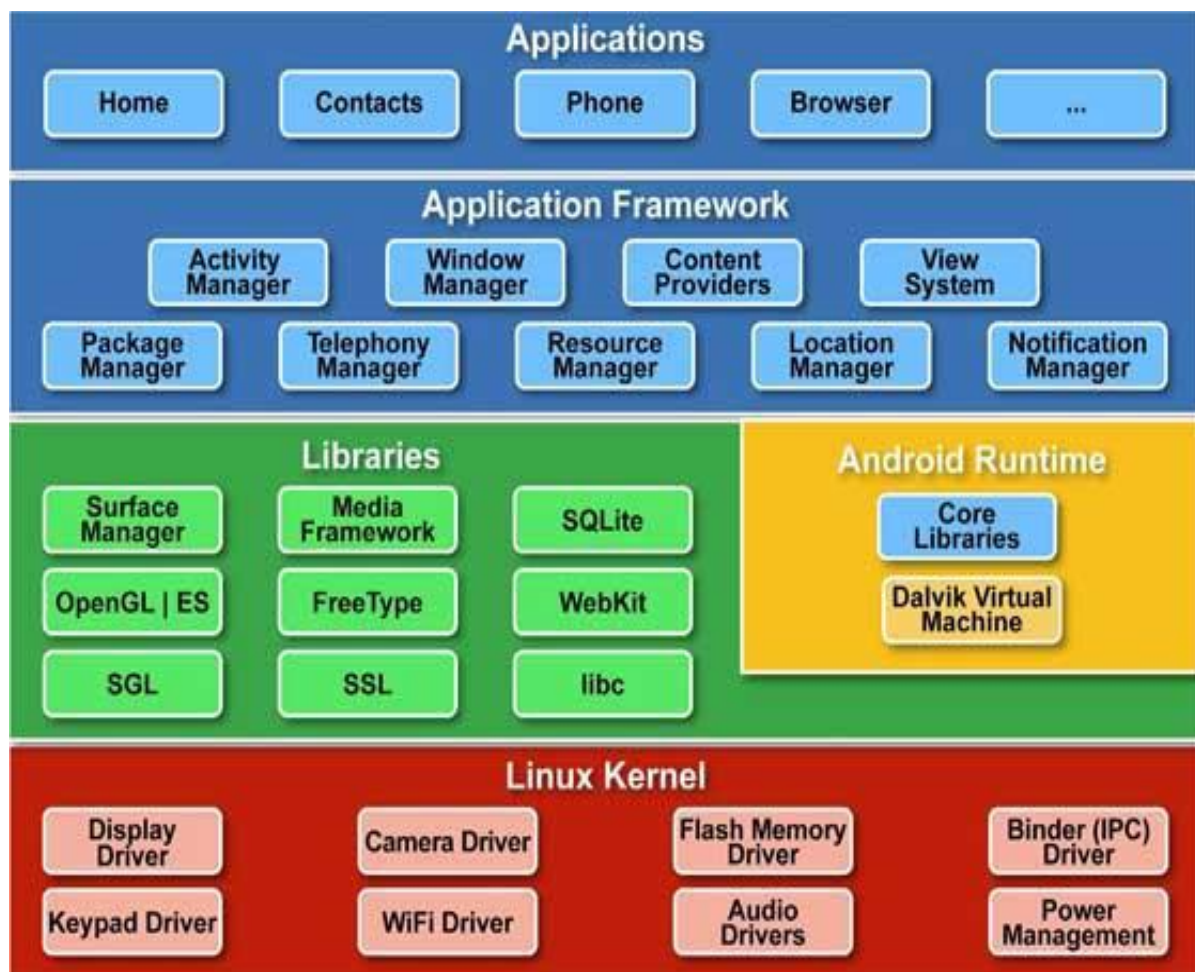 Applications
Home
Contacts
Phone
Browser
...
Application Framework
Activity
Manager
Window
Manager
Content
Providers
View
System
Package
Manager
Telephony
Manager
Resource
Manager
Location
Manager
Notification
Manager
Libraries
Surface
Manager
Media
Framework
SQLite
OpenGL | ES
FreeType
WebKit
SGL
SSL
libc
Android Runtime
Core
Libraries
Dalvik Virtual
Machine
Linux Kernel
Display
Driver
Camera Driver
Flash Memory
Driver
Binder (IPC)
Driver
Keypad Driver
WiFi Driver
Audio
Drivers
Power
Management